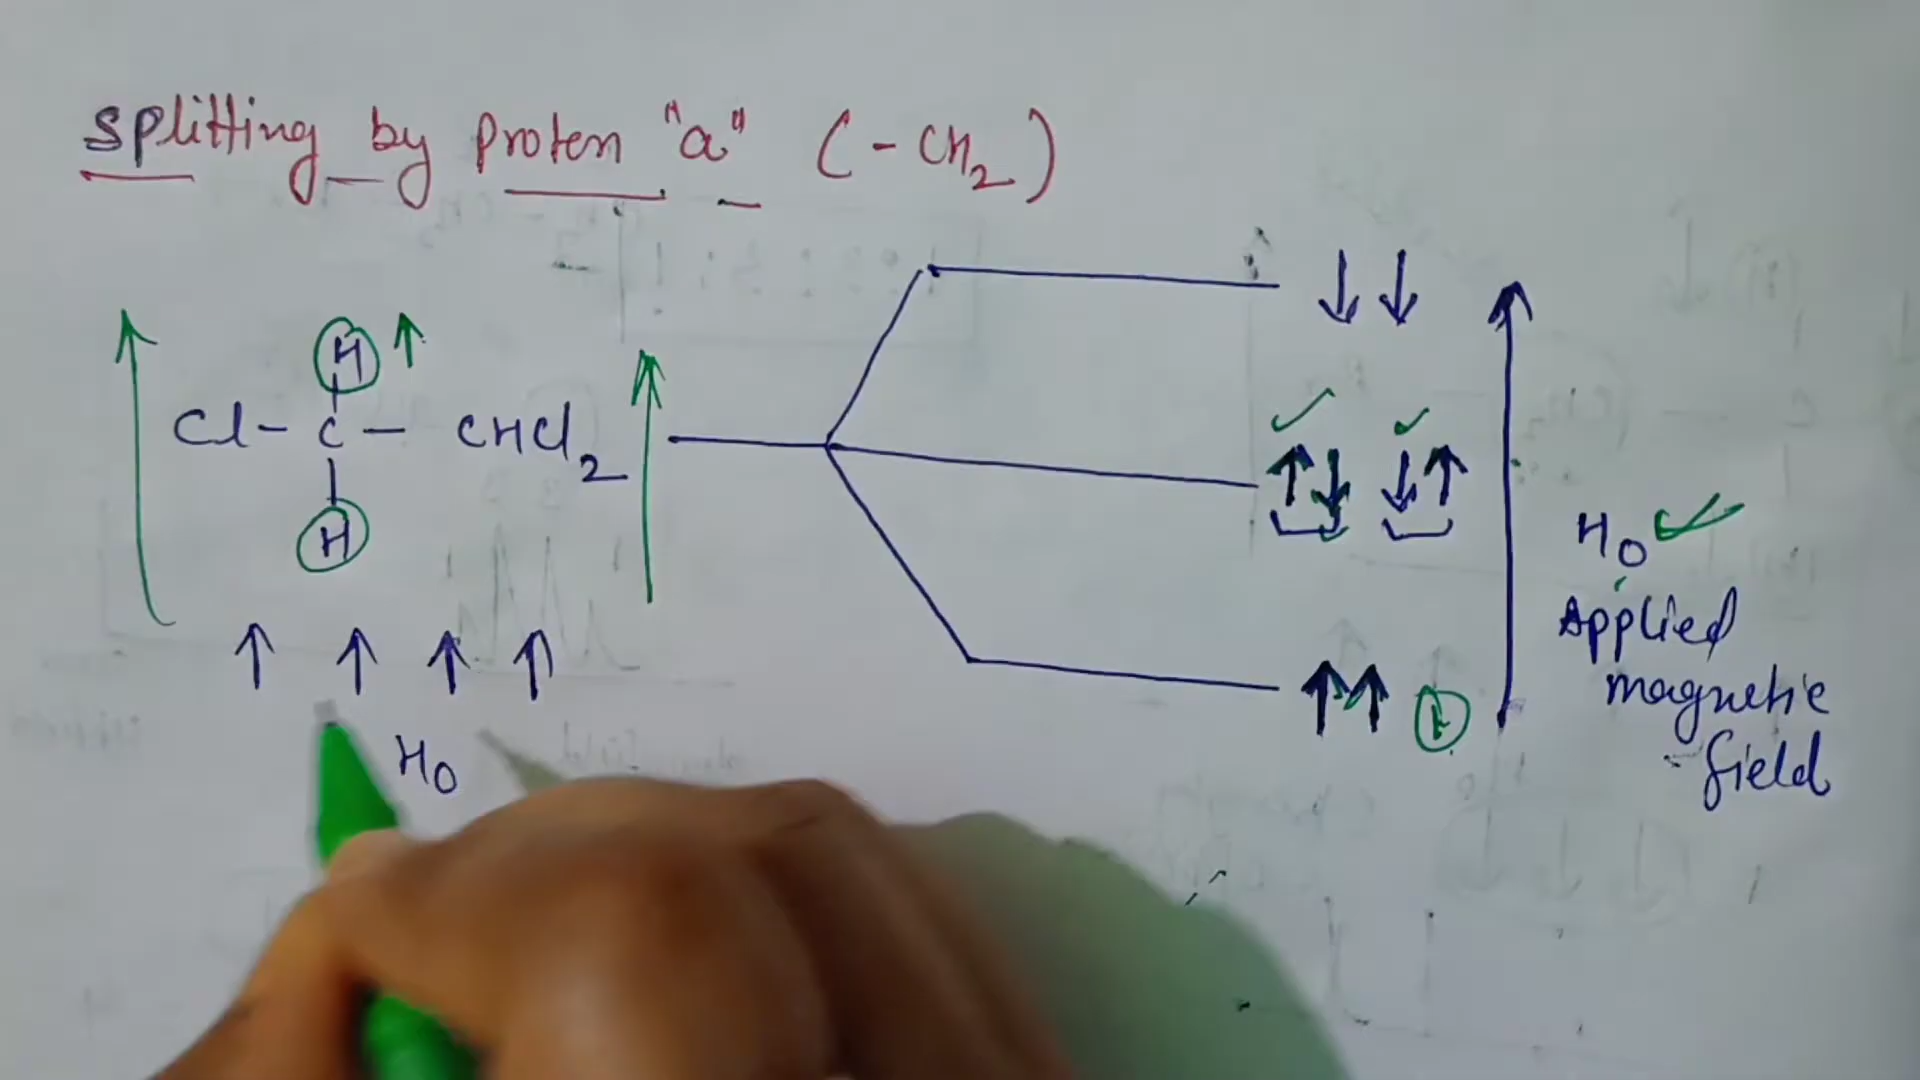 Splitting by Proton "a" (-CH2)
H ↑
Cl - C - CHCl2
H
↑ ↑ ↑ ↑
H0
↓ ↓
↑↓ ↓↑
↑↑
H0
Applied
magnetic
field